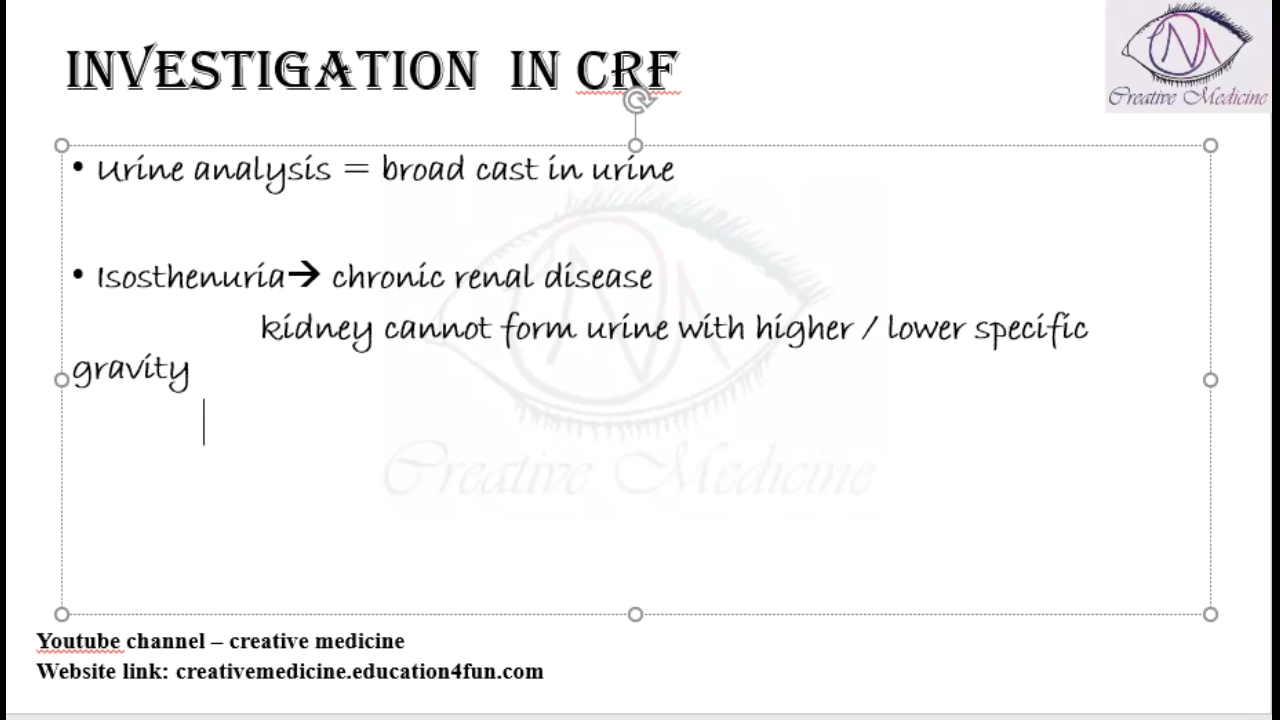 INVESTIGATION IN CRF
Creative Medicine
• Urine analysis = broad cast in urine
• Isosthenuria➔ chronic renal disease
kidney cannot form urine with higher / lower specific
gravity
Creative Medicine
Youtube channel – creative medicine
Website link: creativemedicine.education4fun.com